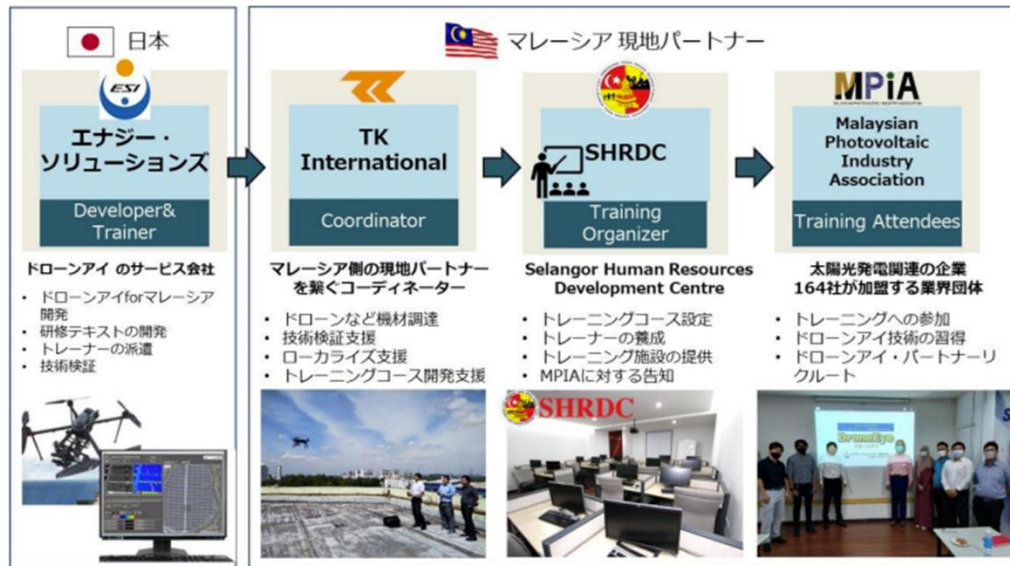 日本
マレーシア 現地パートナー
ESI
エナジー・
ソリューションズ
Developer&
Trainer
ドローンアイ のサービス会社
• ドローンアイforマレーシア
開発
• 研修テキストの開発
• トレーナーの派遣
• 技術検証
TK
International
Coordinator
マレーシア側の現地パートナー
を繋ぐコーディネーター
• ドローンなど機材調達
• 技術検証支援
• ローカライズ支援
• トレーニングコース開発支援
SHRDC
Training
Organizer
Selangor Human Resources
Development Centre
• トレーニングコース設定
• トレーナーの養成
• トレーニング施設の提供
• MPIAに対する告知
SHRDC
MPiA
MALAYSIAN PHOTOVOLTAIC INDUSTRY ASSOCIATION
Malaysian
Photovoltaic
Industry
Association
Training Attendees
太陽光発電関連の企業
164社が加盟する業界団体
• トレーニングへの参加
• ドローンアイ技術の習得
• ドローンアイ・パートナーリ
クルート
DroneEye
ドローンアイ